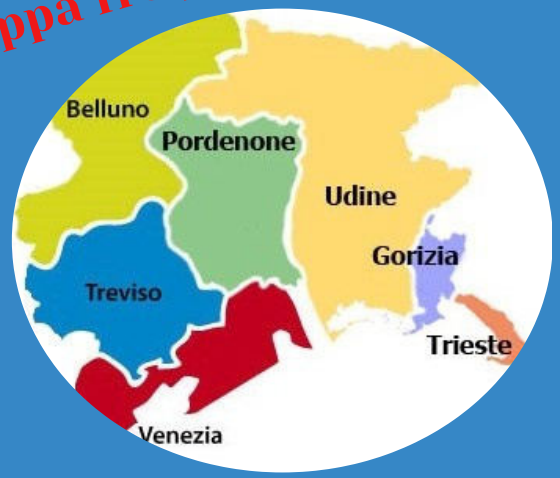 Belluno
Pordenone
Udine
Gorizia
Treviso
Trieste
Venezia